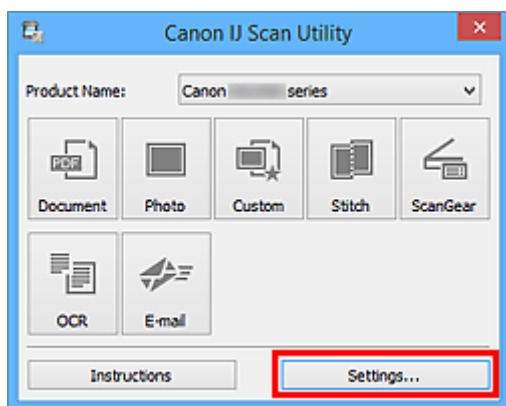 Canon IJ Scan Utility
Product Name: Canon series
PDF
Document Photo Custom Stitch ScanGear
OCR E-mail
Instructions Settings...